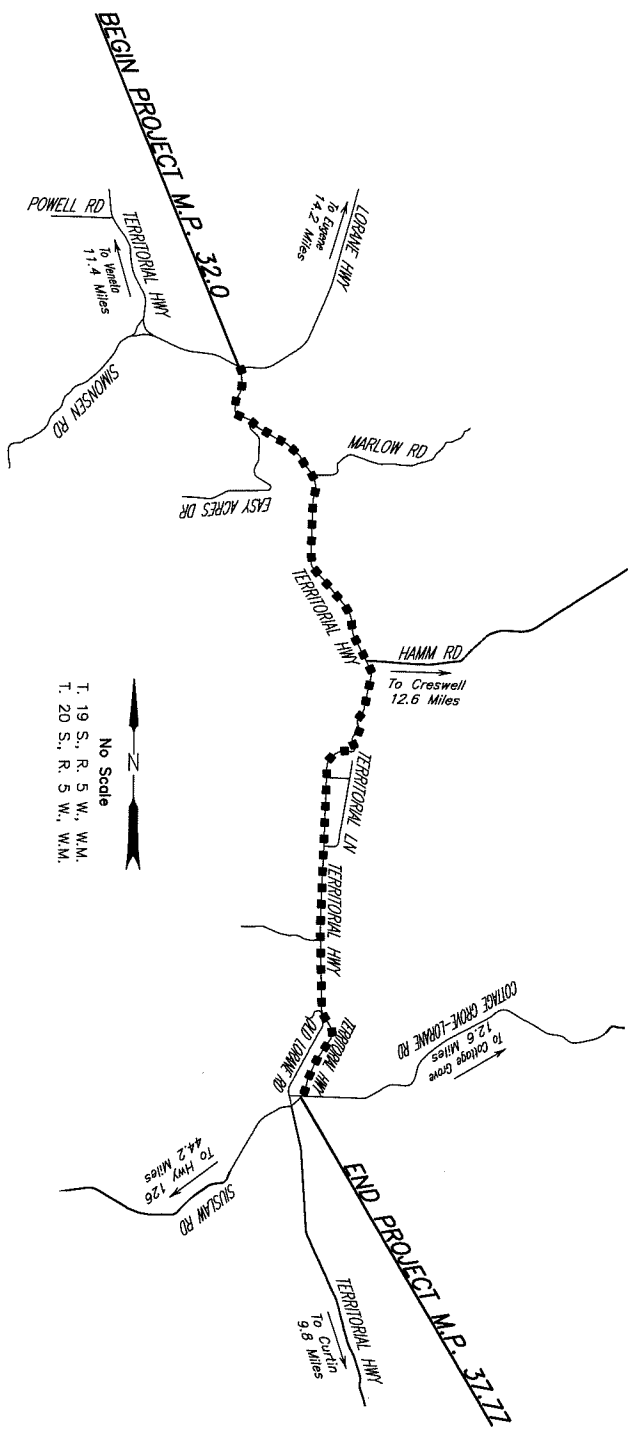 BEGIN PROJECT M.P. 32.0
POWELL RD
TERRITORIAL HWY
To Veneta
11.4 Miles
LORANE HWY
To Eugene
14.2 Miles
SIMONSEN RD
MARLOW RD
EASY ACRES DR
TERRITORIAL HWY
HAMM RD
To Creswell
12.6 Miles
TERRITORIAL LN
N
No Scale
T. 19 S., R. 5 W., W.M.
T. 20 S., R. 5 W., W.M.
TERRITORIAL HWY
COTTAGE GROVE-LORANE RD
To Cottage Grove
12.6 Miles
TERRITORIAL HWY
OLD LORANE RD
To Hwy 126
44.2 Miles
SIUSLAW RD
END PROJECT M.P. 37.77
TERRITORIAL HWY
To Curtin
9.8 Miles